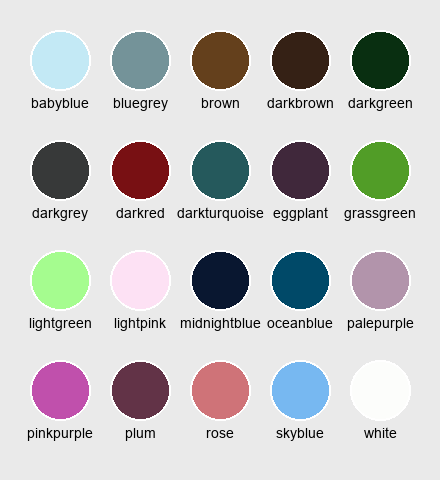 babyblue bluegrey brown darkbrown darkgreen
darkgrey darkred darkturquoise eggplant grassgreen
lightgreen lightpink midnightblue oceanblue palepurple
pinkpurple plum rose skyblue white